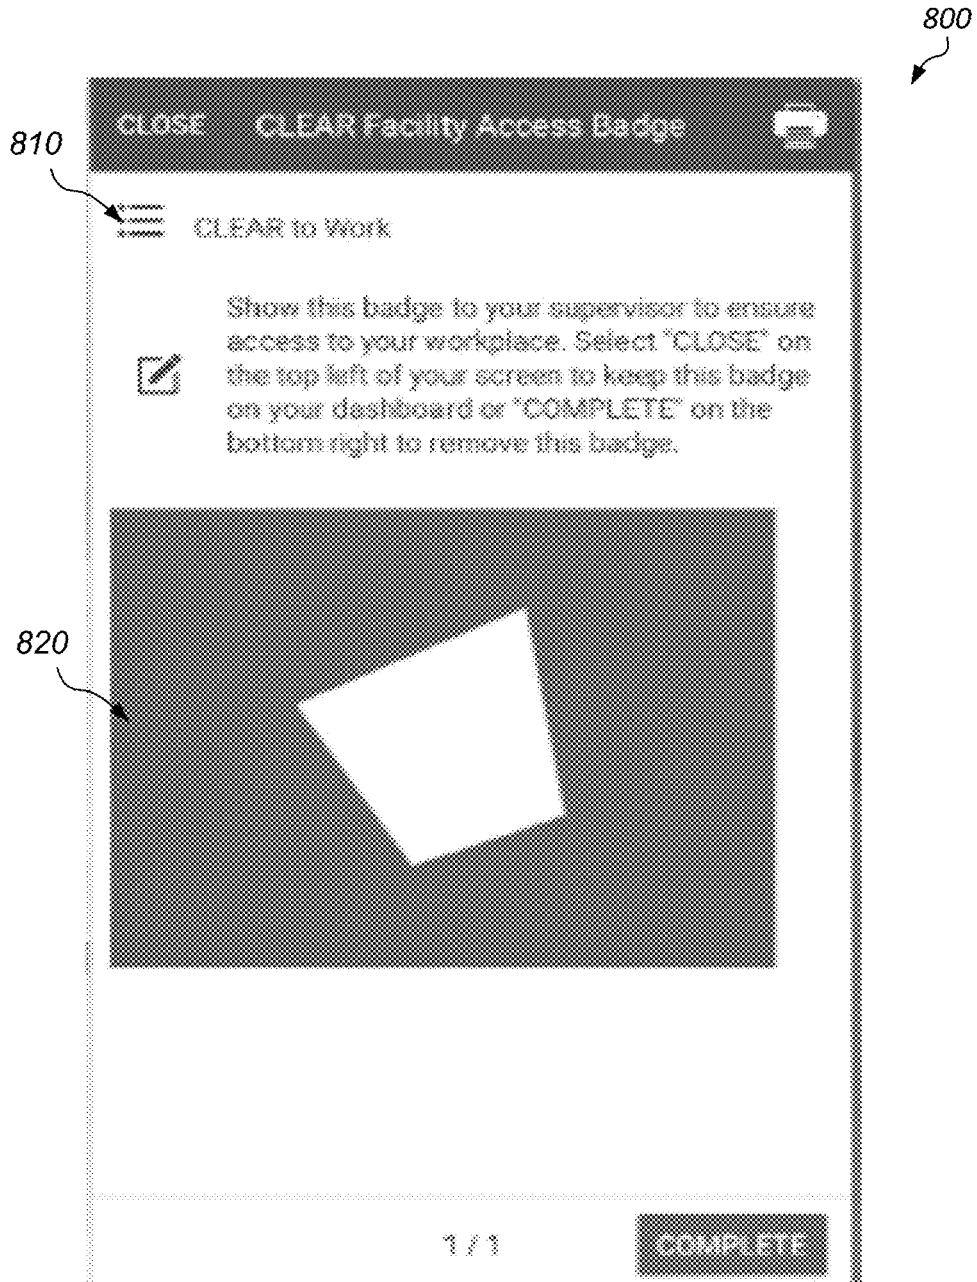 800
CLOSE CLEAR Facility Access Badge
810
CLEAR to Work
Show this badge to your supervisor to ensure
access to your workplace. Select "CLOSE" on
the top left of your screen to keep this badge
on your dashboard or "COMPLETE" on the
bottom right to remove this badge.
820
1 / 1
COMPLETE